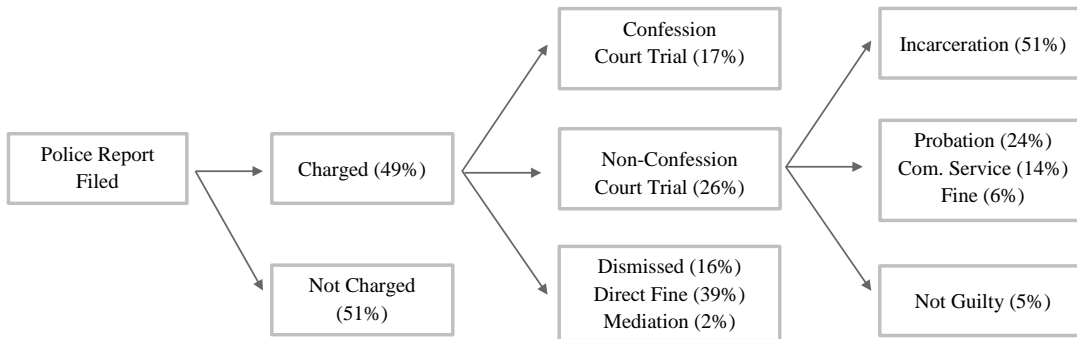 Police Report
Filed
Charged (49%)
Not Charged
(51%)
Confession
Court Trial (17%)
Non-Confession
Court Trial (26%)
Dismissed (16%)
Direct Fine (39%)
Mediation (2%)
Incarceration (51%)
Probation (24%)
Com. Service (14%)
Fine (6%)
Not Guilty (5%)